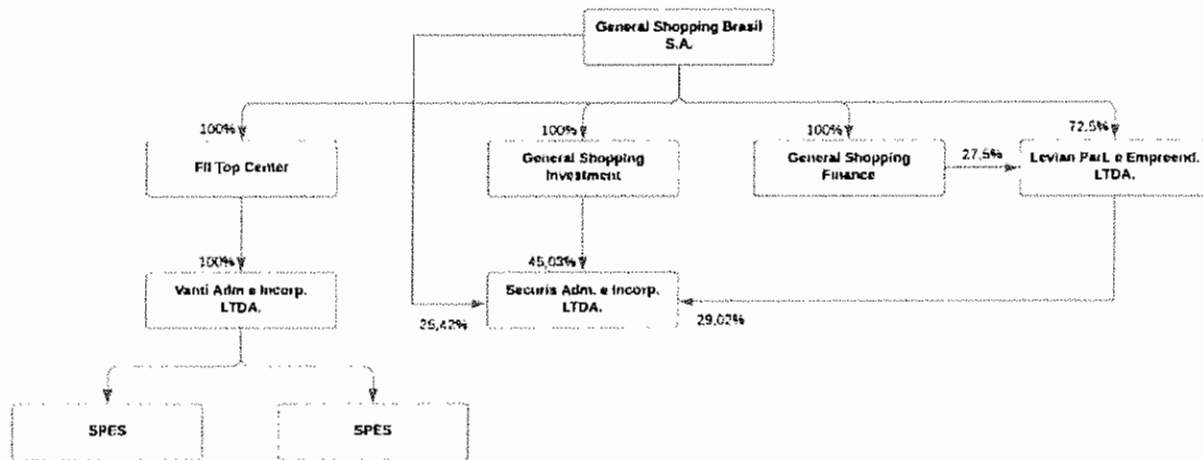 General Shopping Brasil
S.A.
100%
100%
100%
72,5%
FII Top Center
General Shopping
Investment
General Shopping
Finance
27,5%
Levian Part. e Empreend.
LTDA.
100%
45,03%
Vanti Adm e Incorp.
LTDA.
Securis Adm. e Incorp.
LTDA.
29,02%
SPES
SPES